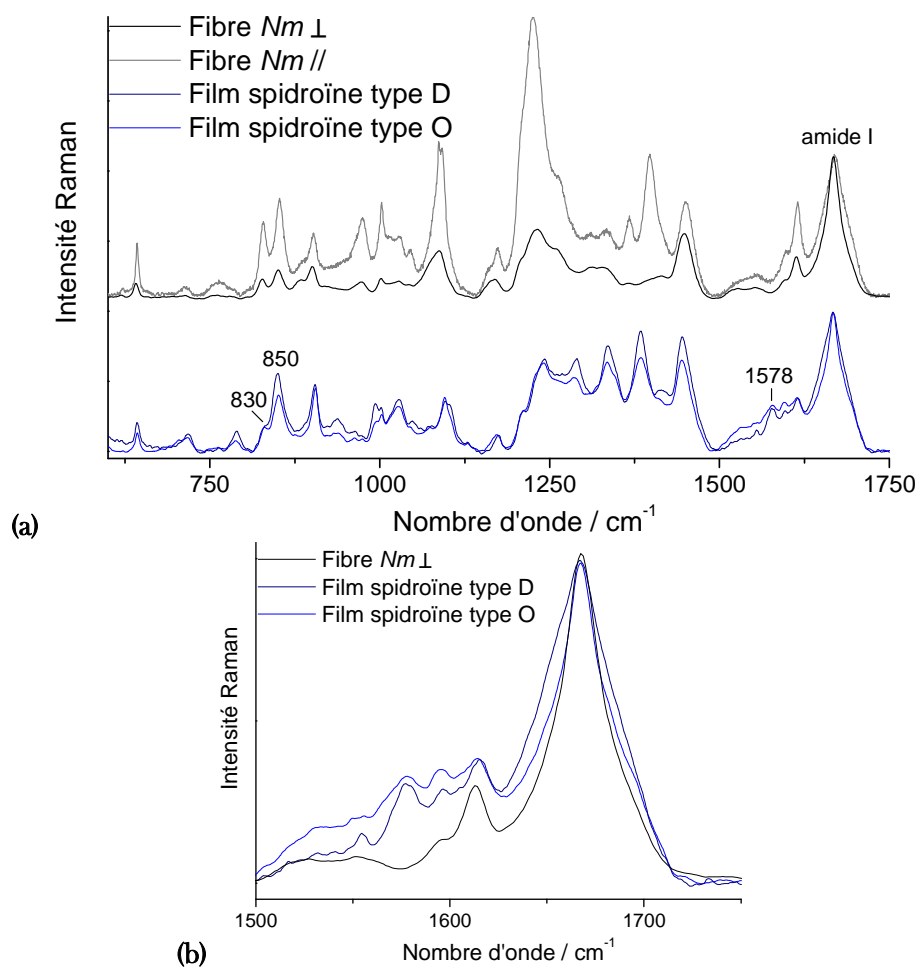 Fibre Nm ⊥
Fibre Nm //
Film spidroïne type D
Film spidroïne type O
amide I
Intensité Raman
830
850
1578
750
1000
1250
1500
1750
Nombre d'onde / cm⁻¹
(a)
Fibre Nm ⊥
Film spidroïne type D
Film spidroïne type O
Intensité Raman
1500
1600
1700
Nombre d'onde / cm⁻¹
(b)